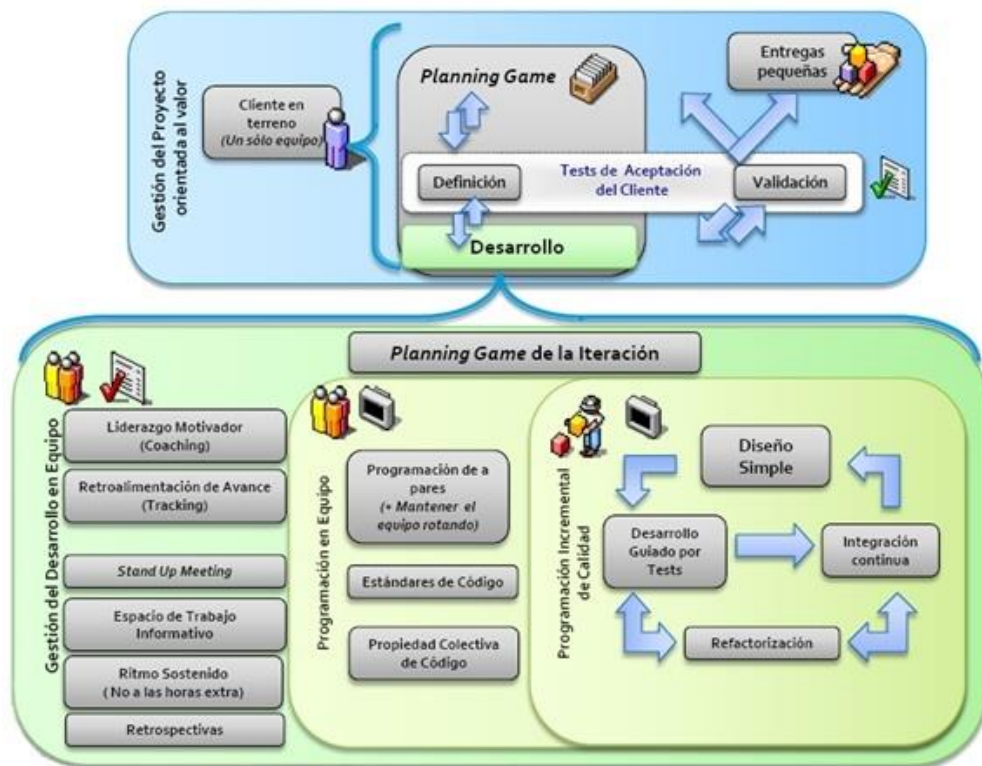 Gestión del Proyecto
orientada al valor
Cliente en
terreno
(Un sólo equipo)
Planning Game
Entregas
pequeñas
Definición
Tests de Aceptación
del Cliente
Validación
Desarrollo
Planning Game de la Iteración
Gestión del Desarrollo en Equipo
Liderazgo Motivador
(Coaching)
Retroalimentación de Avance
(Tracking)
Stand Up Meeting
Espacio de Trabajo
Informativo
Ritmo Sostenido
( No a las horas extra)
Retrospectivas
Programación en Equipo
Programación de a
pares
(+ Mantener el
equipo rotando)
Estándares de Código
Propiedad Colectiva
de Código
Programación Incremental
de Calidad
Diseño
Simple
Desarrollo
Guiado por
Tests
Integración
continua
Refactorización